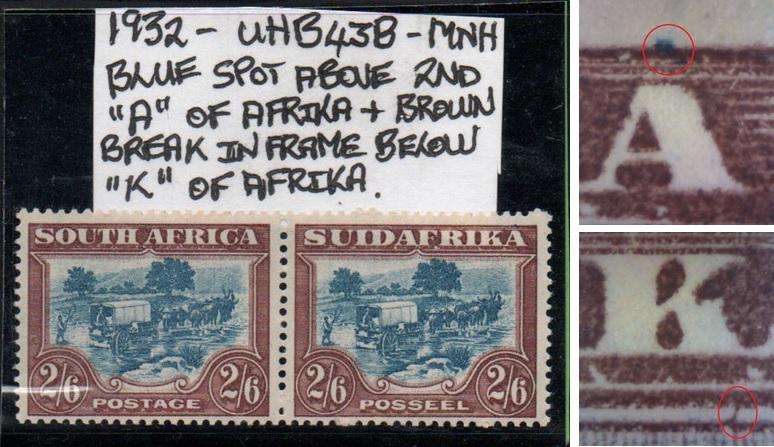 1932 - UHB43B - MNH
BLUE SPOT ABOVE 2ND
"A" OF AFRIKA + BROWN
BREAK IN FRAME BELOW
"K" OF AFRIKA.
SOUTH AFRICA
2/6 2/6
POSTAGE
SUIDAFRIKA
2/6 2/6
POSSEEL
A
K